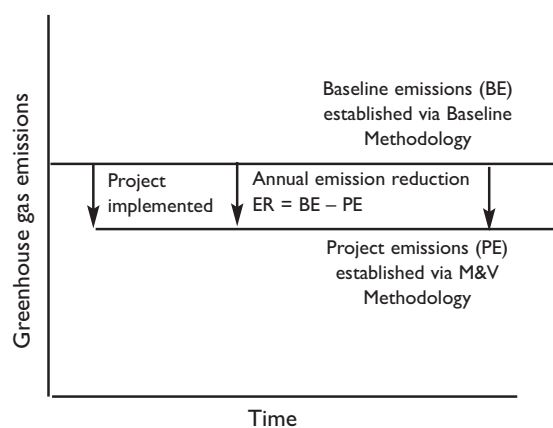 Greenhouse gas emissions
Baseline emissions (BE)
established via Baseline
Methodology
Project
implemented
Annual emission reduction
ER = BE – PE
Project emissions (PE)
established via M&V
Methodology
Time